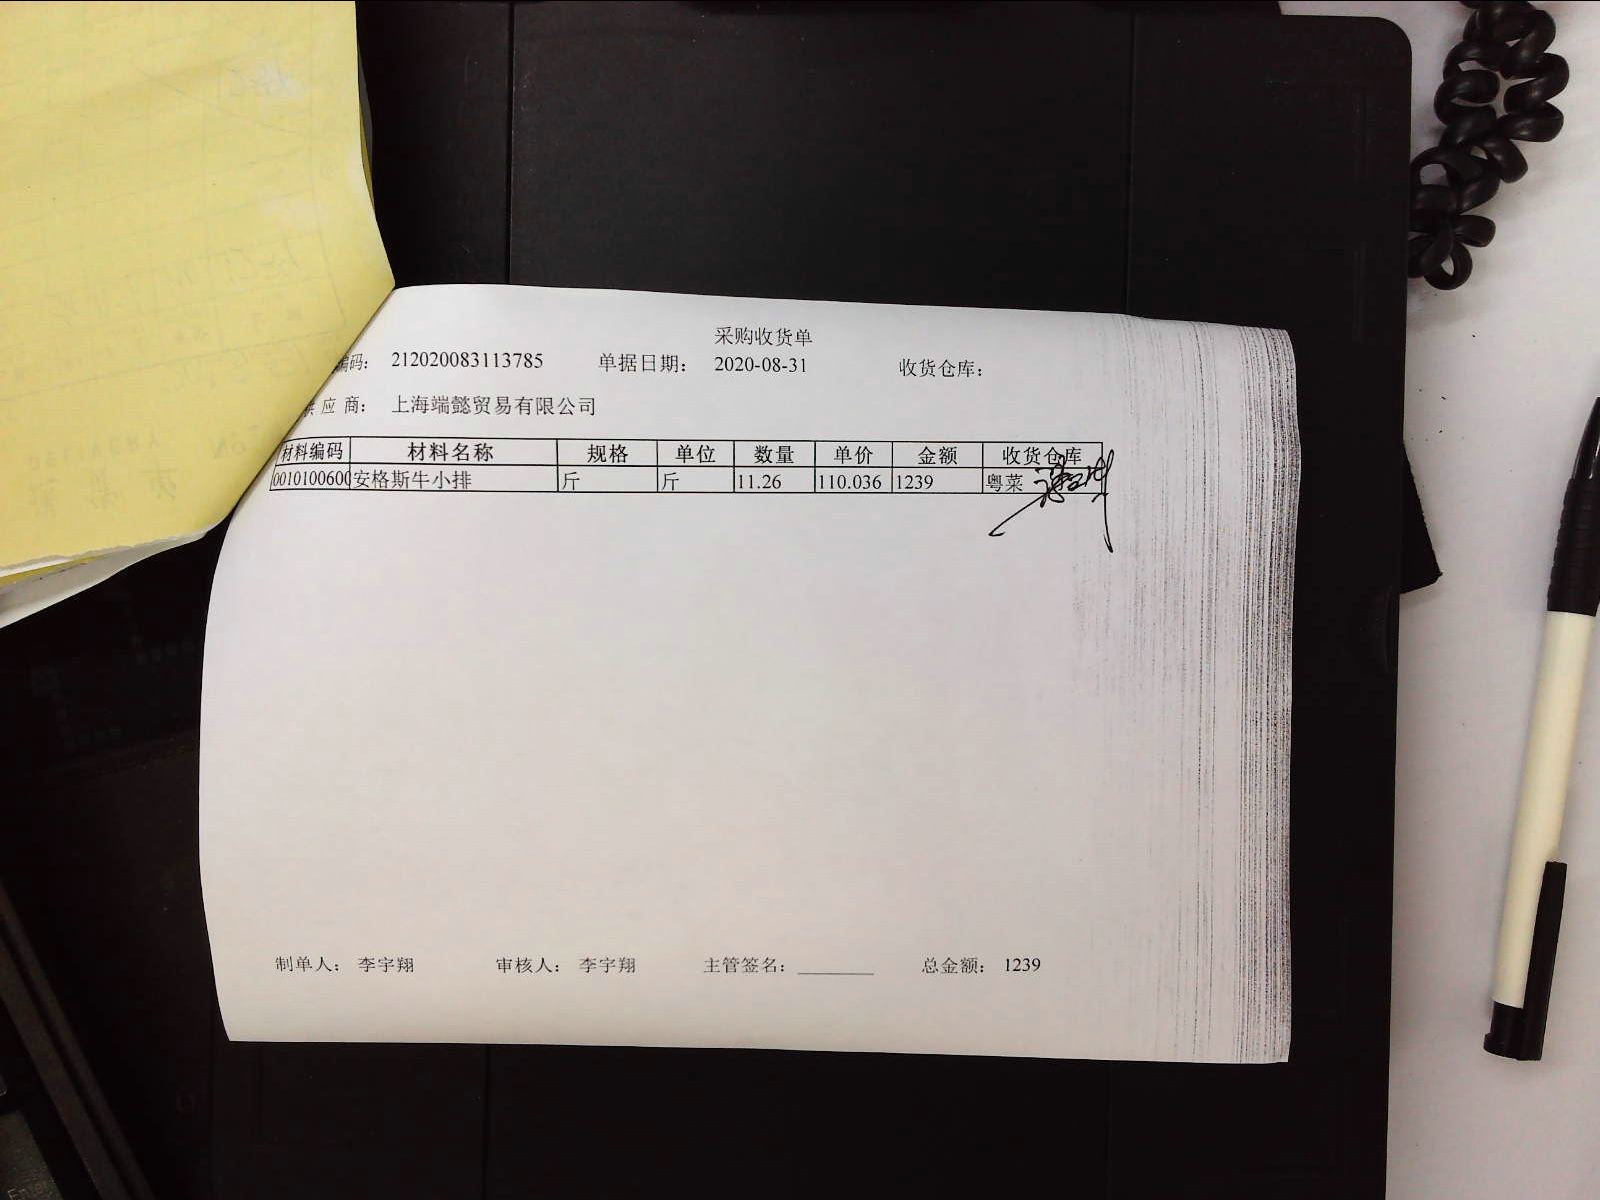 采购收货单
编码： 212020083113785 单据日期： 2020-08-31 收货仓库：
供 应 商： 上海端懿贸易有限公司
材料编码 材料名称 规格 单位 数量 单价 金额 收货仓库
0010100600 安格斯牛小排 斤 斤 11.26 110.036 1239 粤菜
制单人： 李宇翔 审核人： 李宇翔 主管签名： 总金额： 1239